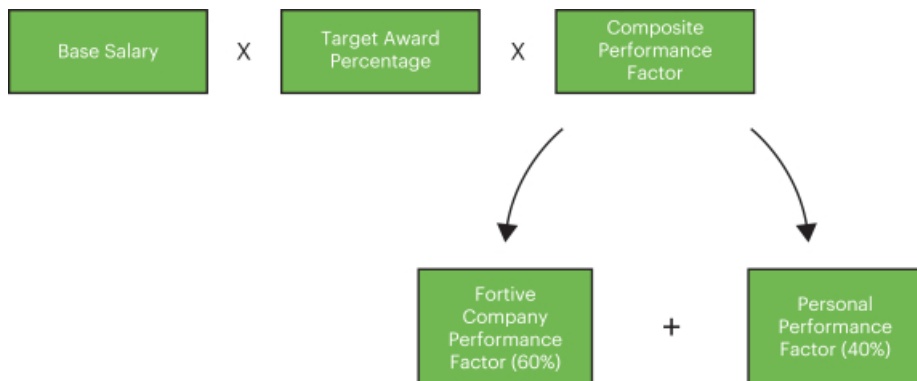 Base Salary
X
Target Award
Percentage
X
Composite
Performance
Factor
Fortive
Company
Performance
Factor (60%)
+
Personal
Performance
Factor (40%)